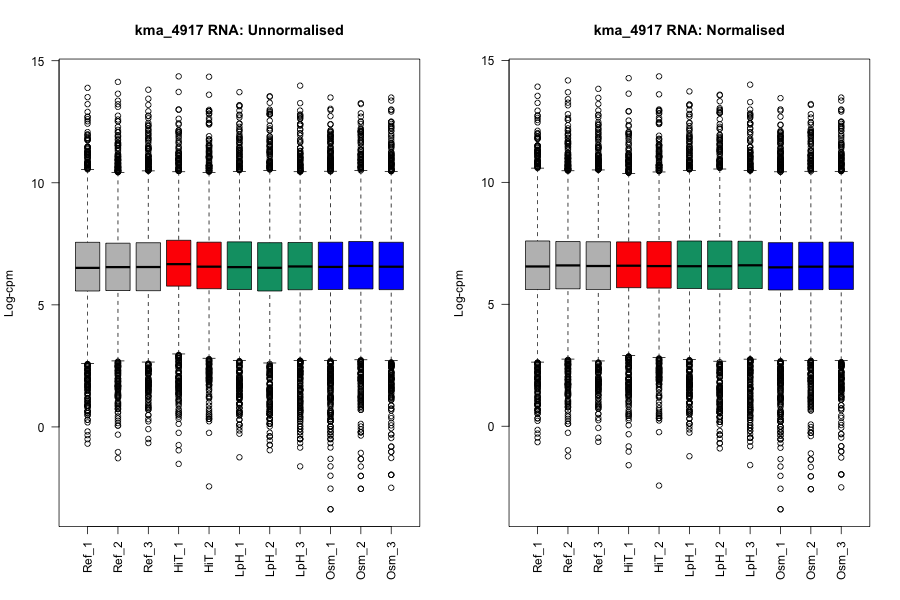 kma_4917 RNA: Unnormalised
Log-cpm
15
10
5
0
Ref_1
Ref_2
Ref_3
HiT_1
HiT_2
LpH_1
LpH_2
LpH_3
Osm_1
Osm_2
Osm_3
kma_4917 RNA: Normalised
Log-cpm
15
10
5
0
Ref_1
Ref_2
Ref_3
HiT_1
HiT_2
LpH_1
LpH_2
LpH_3
Osm_1
Osm_2
Osm_3